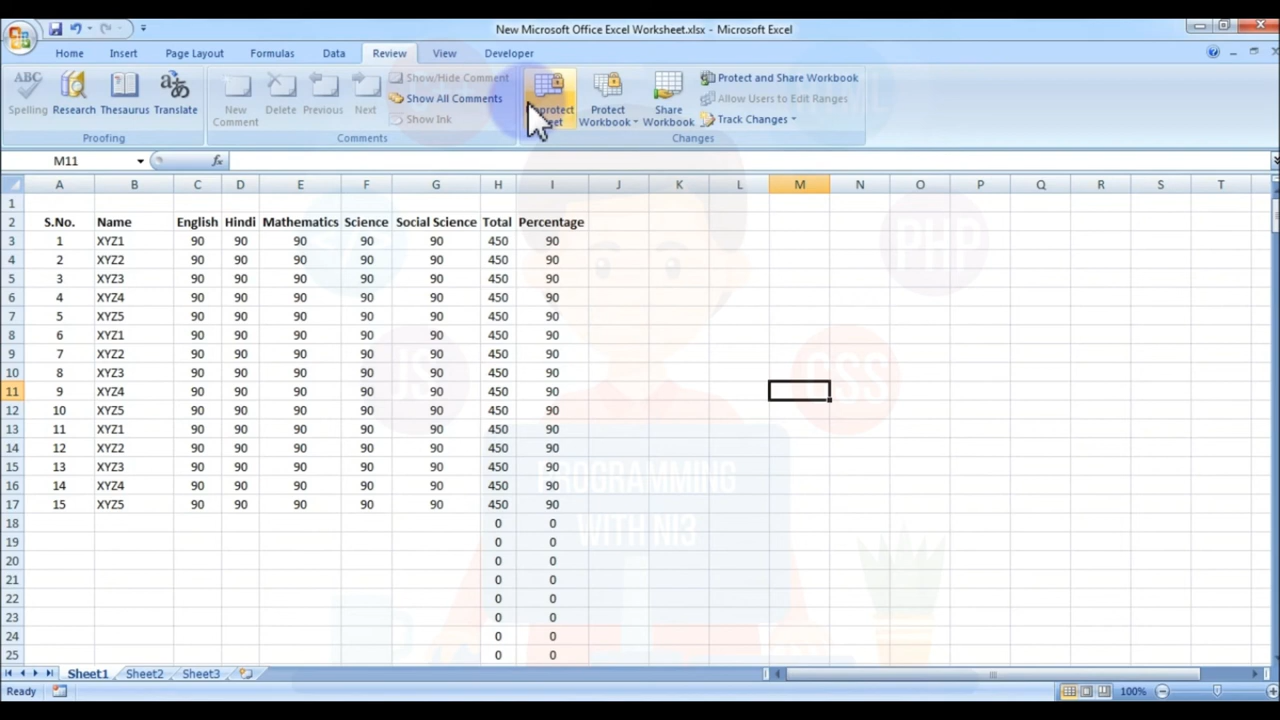 New Microsoft Office Excel Worksheet.xlsx - Microsoft Excel
Home Insert Page Layout Formulas Data Review View Developer
ABC
Spelling Research Thesaurus Translate
Proofing
New Comment Delete Previous Next
Show/Hide Comment
Show All Comments
Show Ink
Comments
Protect Workbook
Share Workbook
Protect and Share Workbook
Allow Users to Edit Ranges
Track Changes
Changes
M11 fx
A B C D E F G H I J K L M N O P Q R S T
1
2 S.No. Name English Hindi Mathematics Science Social Science Total Percentage
3 1 XYZ1 90 90 90 90 90 450 90
4 2 XYZ2 90 90 90 90 90 450 90
5 3 XYZ3 90 90 90 90 90 450 90
6 4 XYZ4 90 90 90 90 90 450 90
7 5 XYZ5 90 90 90 90 90 450 90
8 6 XYZ1 90 90 90 90 90 450 90
9 7 XYZ2 90 90 90 90 90 450 90
10 8 XYZ3 90 90 90 90 90 450 90
11 9 XYZ4 90 90 90 90 90 450 90
12 10 XYZ5 90 90 90 90 90 450 90
13 11 XYZ1 90 90 90 90 90 450 90
14 12 XYZ2 90 90 90 90 90 450 90
15 13 XYZ3 90 90 90 90 90 450 90
16 14 XYZ4 90 90 90 90 90 450 90
17 15 XYZ5 90 90 90 90 90 450 90
18 0 0
19 0 0
20 0 0
21 0 0
22 0 0
23 0 0
24 0 0
25 0 0
PHP
JS
CSS
PROGRAMMING
WITH NI3
Sheet1 Sheet2 Sheet3
Ready 100%